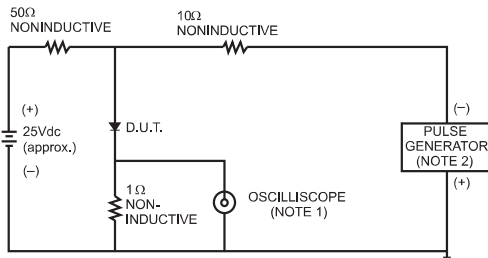 50Ω
NONINDUCTIVE
10Ω
NONINDUCTIVE
(+)
25Vdc
(approx.)
(–)
D.U.T.
1Ω
NON-
INDUCTIVE
OSCILLISCOPE
(NOTE 1)
(–)
PULSE
GENERATOR
(NOTE 2)
(+)